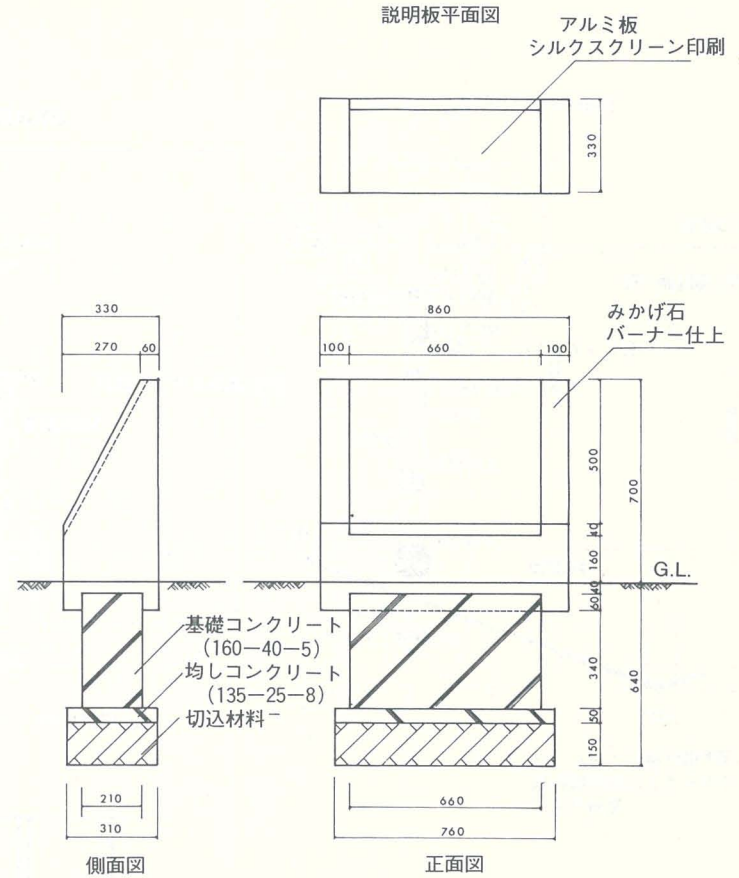 説明板平面図
アルミ板
シルクスクリーン印刷
330
330
270
60
860
100
660
100
みかげ石
バーナー仕上
500
700
40
160
G.L.
40
60
基礎コンクリート
(160-40-5)
均しコンクリート
(135-25-8)
切込材料
340
640
50
150
210
310
660
760
側面図
正面図